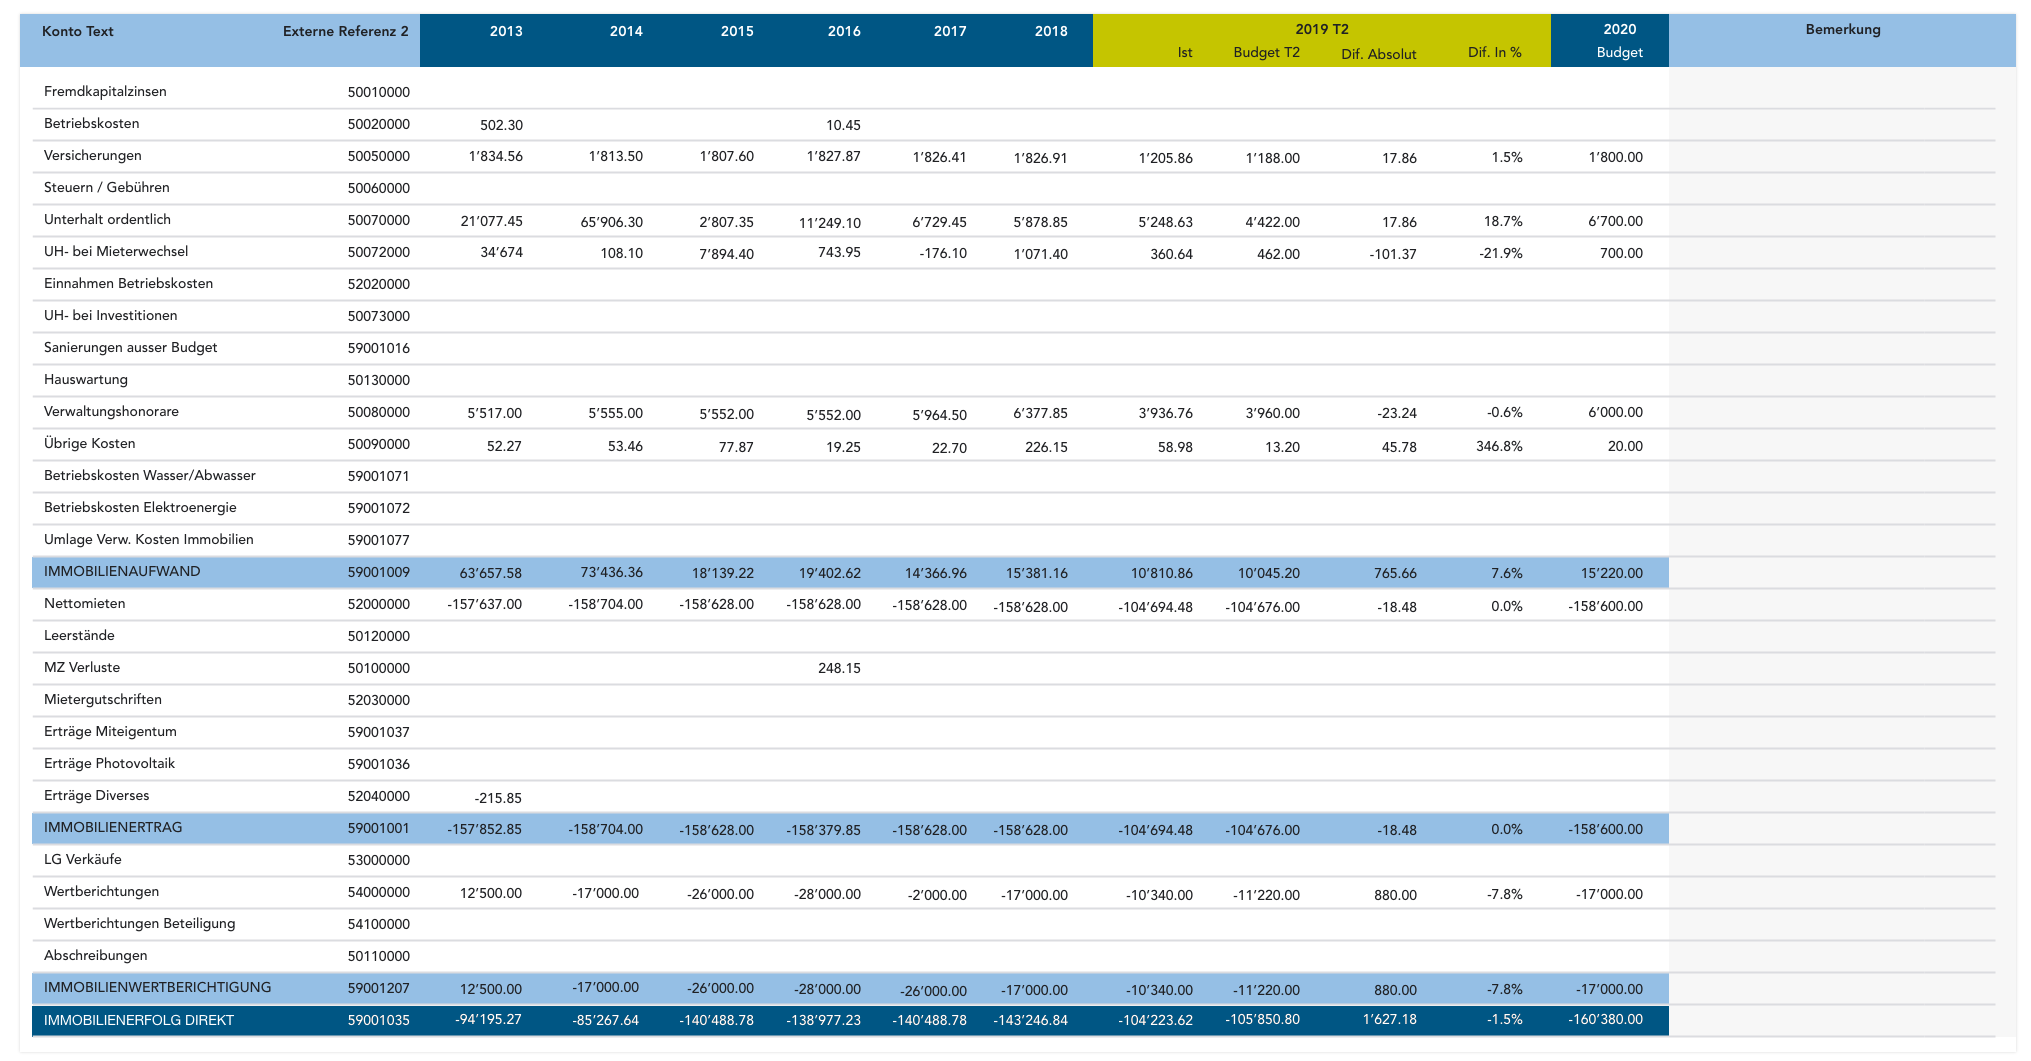 Konto Text Externe Referenz 2 2013 2014 2015 2016 2017 2018 2019 T2 2020 Bemerkung
Ist Budget T2 Dif. Absolut Dif. In % Budget
Fremdkapitalzinsen 50010000
Betriebskosten 50020000 502.30 10.45
Versicherungen 50050000 1’834.56 1’813.50 1’807.60 1’827.87 1’826.41 1’826.91 1’205.86 1’188.00 17.86 1.5% 1’800.00
Steuern / Gebühren 50060000
Unterhalt ordentlich 50070000 21’077.45 65’906.30 2’807.35 11’249.10 6’729.45 5’878.85 5’248.63 4’422.00 17.86 18.7% 6’700.00
UH- bei Mieterwechsel 50072000 34’674 108.10 7’894.40 743.95 -176.10 1’071.40 360.64 462.00 -101.37 -21.9% 700.00
Einnahmen Betriebskosten 52020000
UH- bei Investitionen 50073000
Sanierungen ausser Budget 59001016
Hauswartung 50130000
Verwaltungshonorare 50080000 5’517.00 5’555.00 5’552.00 5’552.00 5’964.50 6’377.85 3’936.76 3’960.00 -23.24 -0.6% 6’000.00
Übrige Kosten 50090000 52.27 53.46 77.87 19.25 22.70 226.15 58.98 13.20 45.78 346.8% 20.00
Betriebskosten Wasser/Abwasser 59001071
Betriebskosten Elektroenergie 59001072
Umlage Verw. Kosten Immobilien 59001077
IMMOBILIENAUFWAND 59001009 63’657.58 73’436.36 18’139.22 19’402.62 14’366.96 15’381.16 10’810.86 10’045.20 765.66 7.6% 15’220.00
Nettomieten 52000000 -157’637.00 -158’704.00 -158’628.00 -158’628.00 -158’628.00 -158’628.00 -104’694.48 -104’676.00 -18.48 0.0% -158’600.00
Leerstände 50120000
MZ Verluste 50100000 248.15
Mietergutschriften 52030000
Erträge Miteigentum 59001037
Erträge Photovoltaik 59001036
Erträge Diverses 52040000 -215.85
IMMOBILIENERTRAG 59001001 -157’852.85 -158’704.00 -158’628.00 -158’379.85 -158’628.00 -158’628.00 -104’694.48 -104’676.00 -18.48 0.0% -158’600.00
LG Verkäufe 53000000
Wertberichtungen 54000000 12’500.00 -17’000.00 -26’000.00 -28’000.00 -2’000.00 -17’000.00 -10’340.00 -11’220.00 880.00 -7.8% -17’000.00
Wertberichtungen Beteiligung 54100000
Abschreibungen 50110000
IMMOBILIENWERTBERICHTIGUNG 59001207 12’500.00 -17’000.00 -26’000.00 -28’000.00 -26’000.00 -17’000.00 -10’340.00 -11’220.00 880.00 -7.8% -17’000.00
IMMOBILIENERFOLG DIREKT 59001035 -94’195.27 -85’267.64 -140’488.78 -138’977.23 -140’488.78 -143’246.84 -104’223.62 -105’850.80 1’627.18 -1.5% -160’380.00